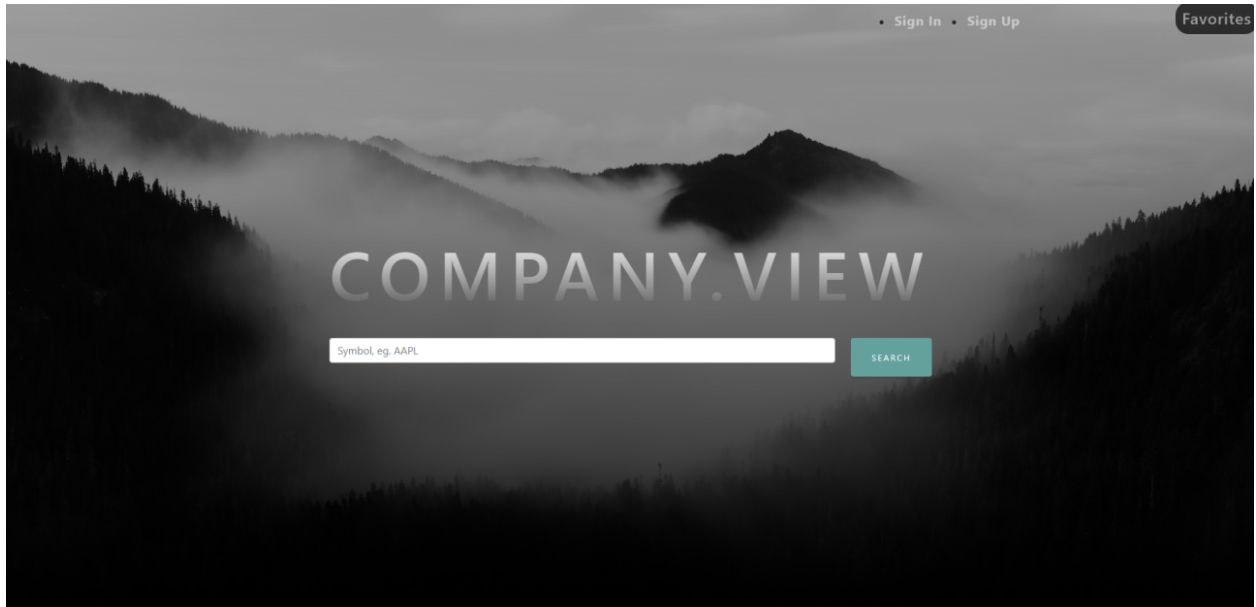 • Sign In • Sign Up
Favorites
COMPANY.VIEW
Symbol, eg. AAPL
SEARCH